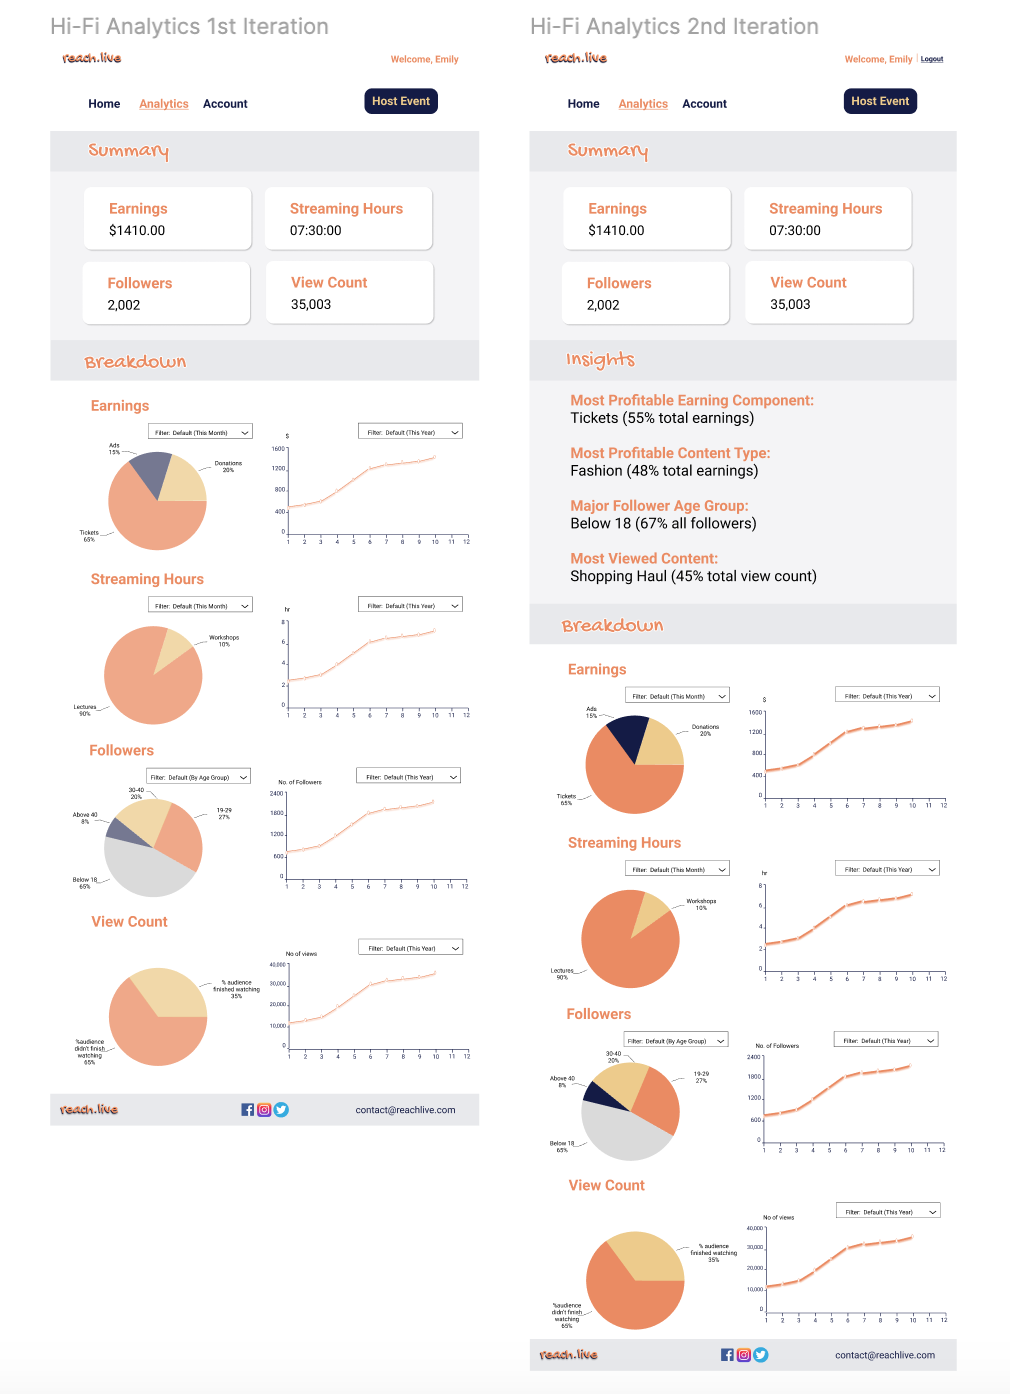 Hi-Fi Analytics 1st Iteration
reach.live
Welcome, Emily
Home Analytics Account
Host Event
Summary
Earnings
$1410.00
Streaming Hours
07:30:00
Followers
2,002
View Count
35,003
Breakdown
Earnings
Filter: Default (This Month)
Ads
15%
Donations
20%
Tickets
65%
Filter: Default (This Year)
$
1600
1200
800
400
0
1 2 3 4 5 6 7 8 9 10 11 12
Streaming Hours
Filter: Default (This Month)
Workshops
10%
Lectures
90%
Filter: Default (This Year)
hr
8
6
4
2
0
1 2 3 4 5 6 7 8 9 10 11 12
Followers
Filter: Default (By Age Group)
30-40
20%
19-29
27%
Above 40
8%
Below 18
65%
Filter: Default (This Year)
No. of Followers
2400
1800
1200
600
0
1 2 3 4 5 6 7 8 9 10 11 12
View Count
% audience
finished watching
35%
%audience
didn't finish
watching
65%
Filter: Default (This Year)
No of views
40,000
30,000
20,000
10,000
0
1 2 3 4 5 6 7 8 9 10 11 12
reach.live
contact@reachlive.com
Hi-Fi Analytics 2nd Iteration
reach.live
Welcome, Emily | Logout
Home Analytics Account
Host Event
Summary
Earnings
$1410.00
Streaming Hours
07:30:00
Followers
2,002
View Count
35,003
Insights
Most Profitable Earning Component:
Tickets (55% total earnings)
Most Profitable Content Type:
Fashion (48% total earnings)
Major Follower Age Group:
Below 18 (67% all followers)
Most Viewed Content:
Shopping Haul (45% total view count)
Breakdown
Earnings
Filter: Default (This Month)
Ads
15%
Donations
20%
Tickets
65%
Filter: Default (This Year)
$
1600
1200
800
400
0
1 2 3 4 5 6 7 8 9 10 11 12
Streaming Hours
Filter: Default (This Month)
Workshops
10%
Lectures
90%
Filter: Default (This Year)
hr
8
6
4
2
0
1 2 3 4 5 6 7 8 9 10 11 12
Followers
Filter: Default (By Age Group)
30-40
20%
19-29
27%
Above 40
8%
Below 18
65%
Filter: Default (This Year)
No. of Followers
2400
1800
1200
600
0
1 2 3 4 5 6 7 8 9 10 11 12
View Count
% audience
finished watching
35%
%audience
didn't finish
watching
65%
Filter: Default (This Year)
No of views
40,000
30,000
20,000
10,000
0
1 2 3 4 5 6 7 8 9 10 11 12
reach.live
contact@reachlive.com